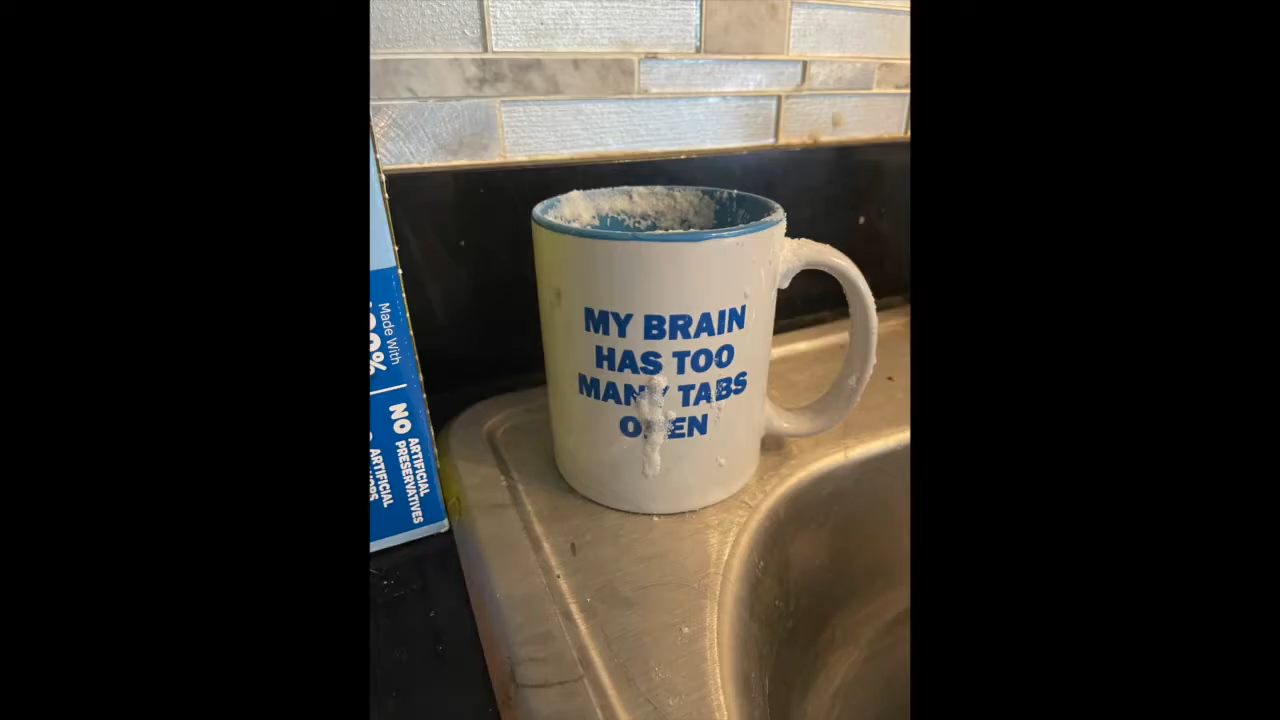 MY BRAIN
HAS TOO
MANY TABS
OPEN
Made With
NO
ARTIFICIAL
PRESERVATIVES
ARTIFICIAL